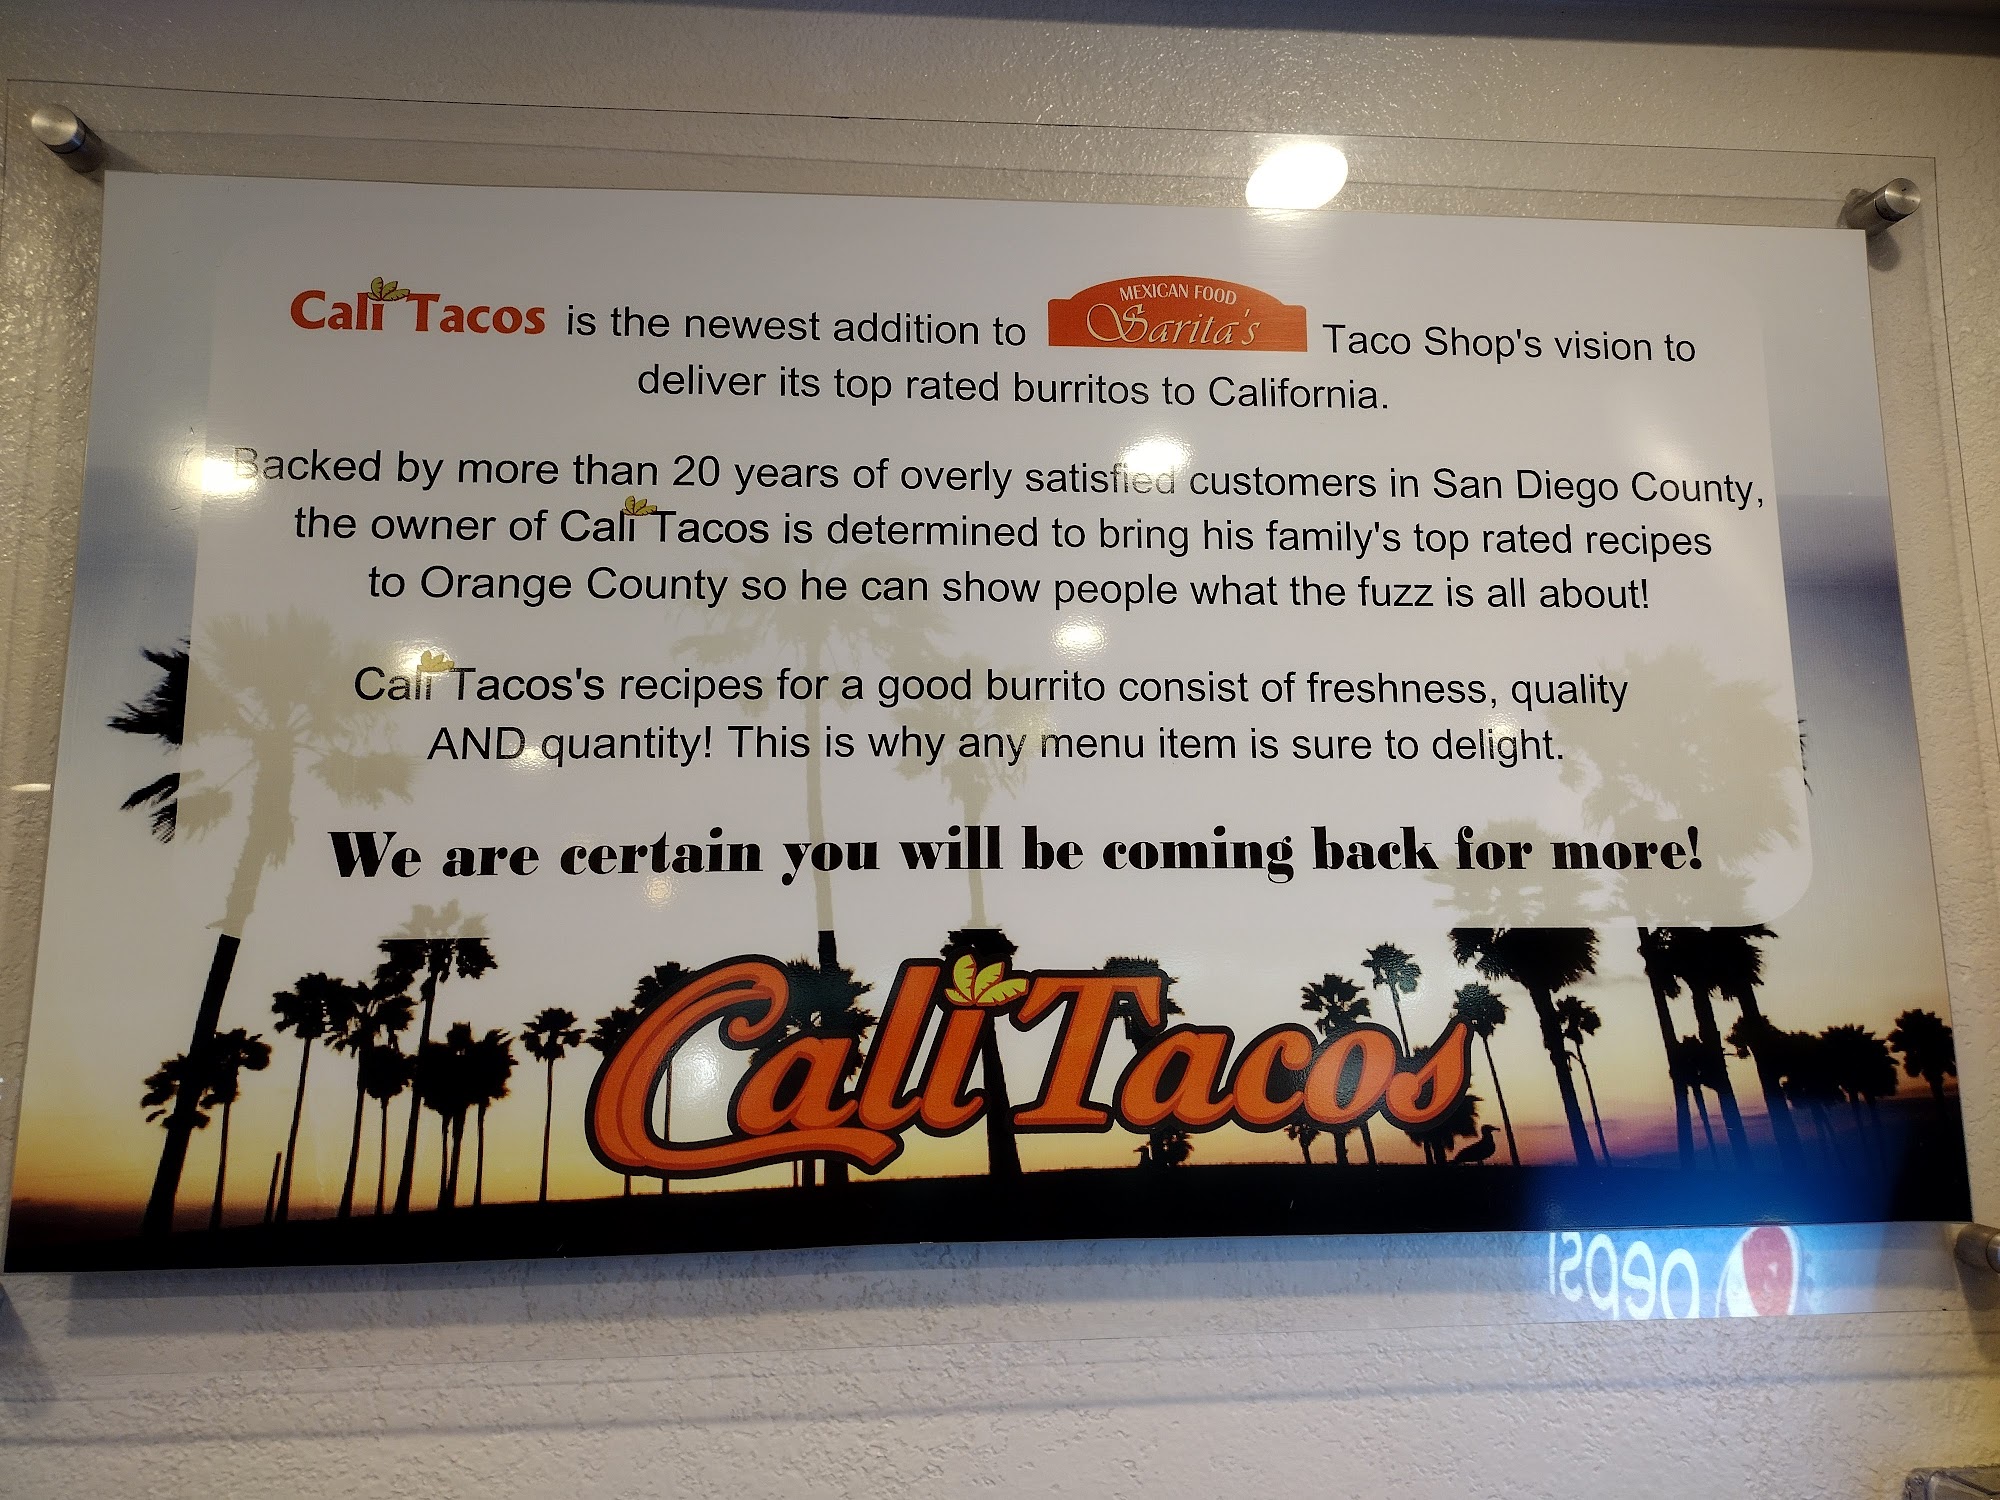 Cali Tacos is the newest addition to MEXICAN FOOD Sarita's Taco Shop's vision to
deliver its top rated burritos to California.
Backed by more than 20 years of overly satisfied customers in San Diego County,
the owner of Cali Tacos is determined to bring his family's top rated recipes
to Orange County so he can show people what the fuzz is all about!
Cali Tacos's recipes for a good burrito consist of freshness, quality
AND quantity! This is why any menu item is sure to delight.
We are certain you will be coming back for more!
Cali Tacos
pepsi